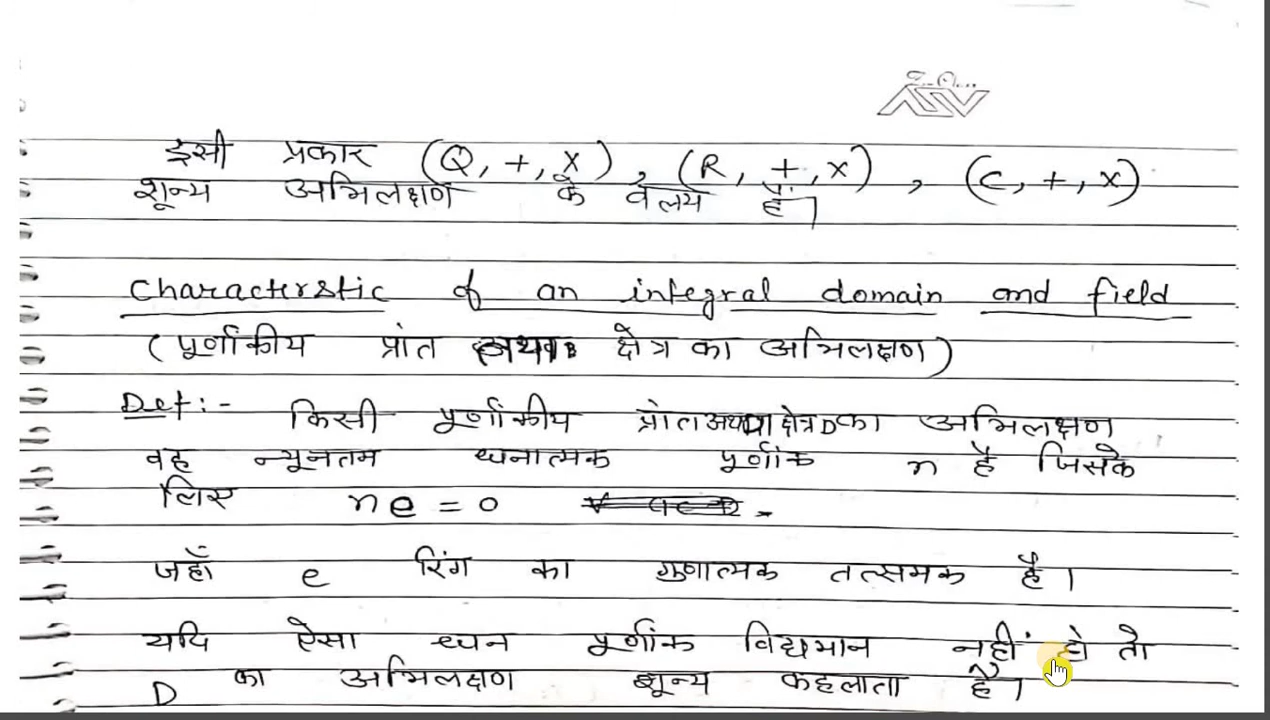 इसी प्रकार (Q, +, x) , (R, +, x) , (C, +, x)
शून्य अभिलक्षण के वलय हैं।
Characterstic of an integral domain and field
(पूर्णांकीय प्रांत अथवा क्षेत्र का अभिलक्षण)
Def :- किसी पूर्णांकीय प्रांत अथवा क्षेत्र D का अभिलक्षण
वह न्यूनतम धनात्मक पूर्णांक n है जिसके
लिए ne = 0
जहाँ e रिंग का गुणात्मक तत्समक है।
यदि ऐसा धन पूर्णांक विद्यमान नहीं हो तो
D का अभिलक्षण शून्य कहलाता है।